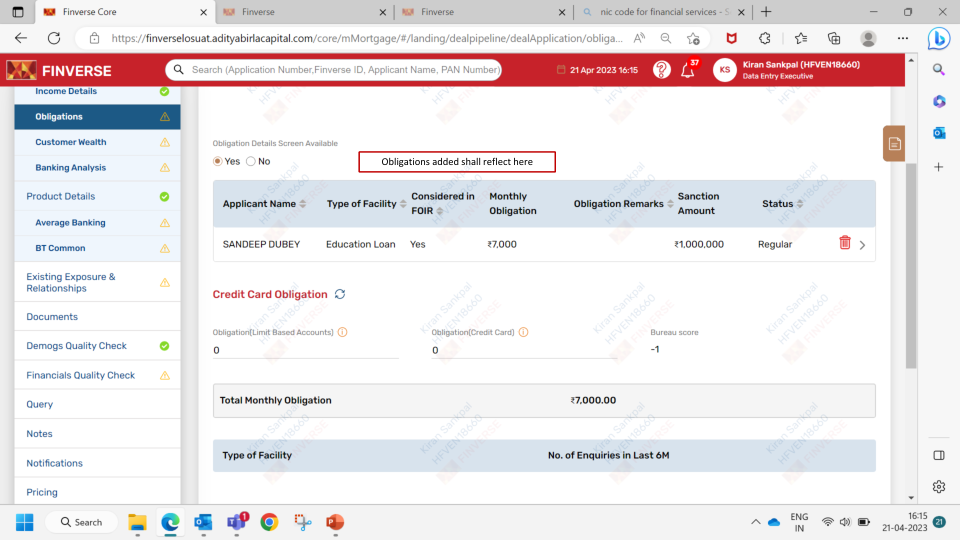 Finverse Core
Finverse
Finverse
nic code for financial services - S
https://finverselosuat.adityabirlacapital.com/core/mMortgage/#/landing/dealpipeline/dealApplication/obliga...
FINVERSE
Search (Application Number,Finverse ID, Applicant Name, PAN Number)
21 Apr 2023 16:15
37
KS
Kiran Sankpal (HFVEN18660)
Data Entry Executive
Income Details
Obligations
Customer Wealth
Banking Analysis
Product Details
Average Banking
BT Common
Existing Exposure &
Relationships
Documents
Demogs Quality Check
Financials Quality Check
Query
Notes
Notifications
Pricing
Obligation Details Screen Available
Yes No
Obligations added shall reflect here
Applicant Name Type of Facility Considered in FOIR Monthly Obligation Obligation Remarks Sanction Amount Status
SANDEEP DUBEY Education Loan Yes ₹7,000 ₹1,000,000 Regular
Credit Card Obligation
Obligation(Limit Based Accounts) Obligation(Credit Card) Bureau score
0 0 -1
Total Monthly Obligation ₹7,000.00
Type of Facility No. of Enquiries in Last 6M
Kiran Sankpal
HFVEN18660
FINVERSE
Search
1
ENG
IN
16:15
21-04-2023
21